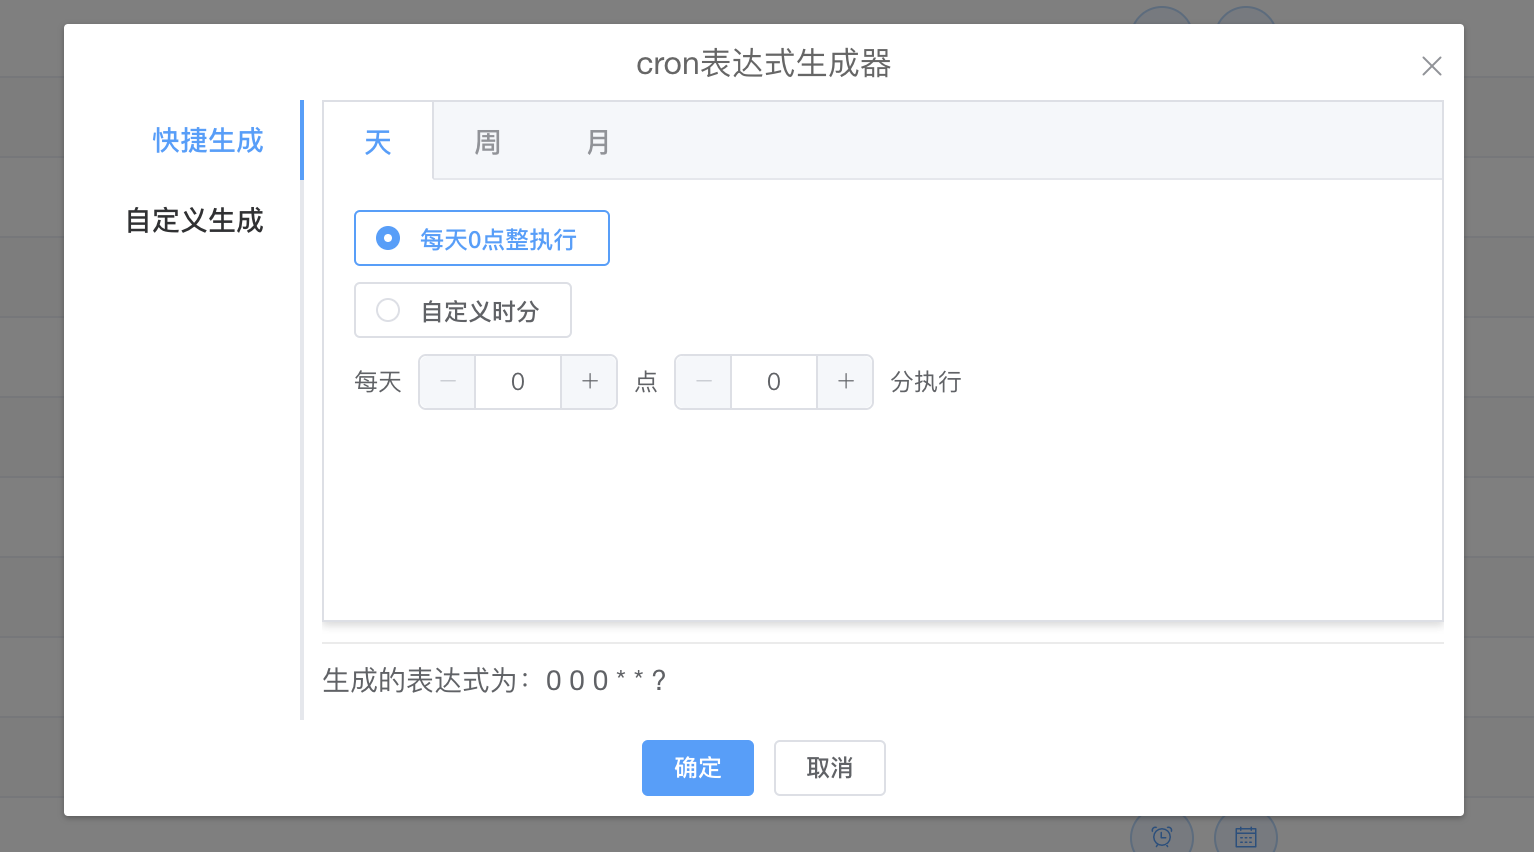 cron表达式生成器
快捷生成
自定义生成
天 周 月
每天0点整执行
自定义时分
每天 0 点 0 分执行
生成的表达式为：0 0 0 * * ?
确定 取消